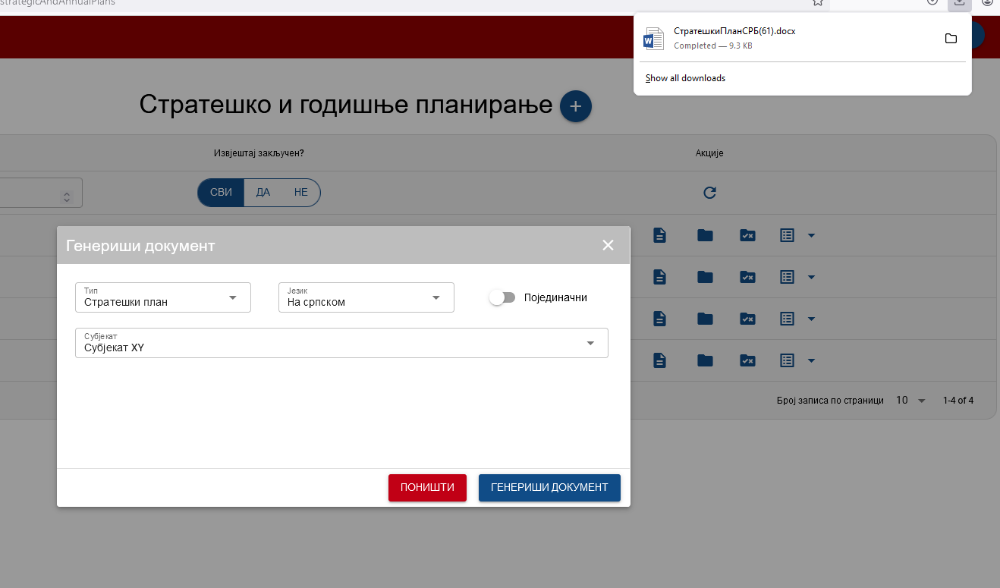 strategicAndAnnualPlans
СтратешкиПланСРБ(61).docx
Completed — 9.3 KB
Show all downloads
Стратешко и годишње планирање
Извјештај закључен?
Акције
СВИ ДА НЕ
Генериши документ
Тип
Стратешки план
Језик
На српском
Појединачни
Субјекат
Субјекат XY
Број записа по страници 10 1-4 of 4
ПОНИШТИ ГЕНЕРИШИ ДОКУМЕНТ